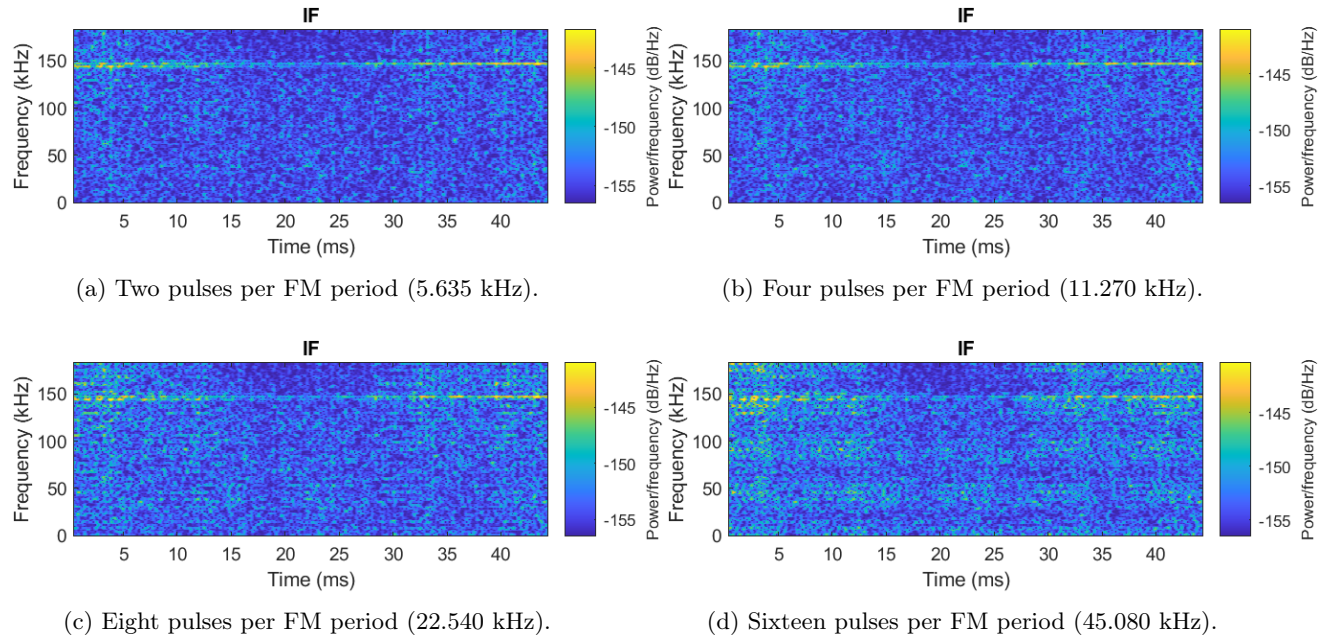 IF
Frequency (kHz)
150
100
50
0
5 10 15 20 25 30 35 40
Time (ms)
-145
-150
-155
Power/frequency (dB/Hz)
(a) Two pulses per FM period (5.635 kHz).
IF
Frequency (kHz)
150
100
50
0
5 10 15 20 25 30 35 40
Time (ms)
-145
-150
-155
Power/frequency (dB/Hz)
(b) Four pulses per FM period (11.270 kHz).
IF
Frequency (kHz)
150
100
50
0
5 10 15 20 25 30 35 40
Time (ms)
-145
-150
-155
Power/frequency (dB/Hz)
(c) Eight pulses per FM period (22.540 kHz).
IF
Frequency (kHz)
150
100
50
0
5 10 15 20 25 30 35 40
Time (ms)
-145
-150
-155
Power/frequency (dB/Hz)
(d) Sixteen pulses per FM period (45.080 kHz).